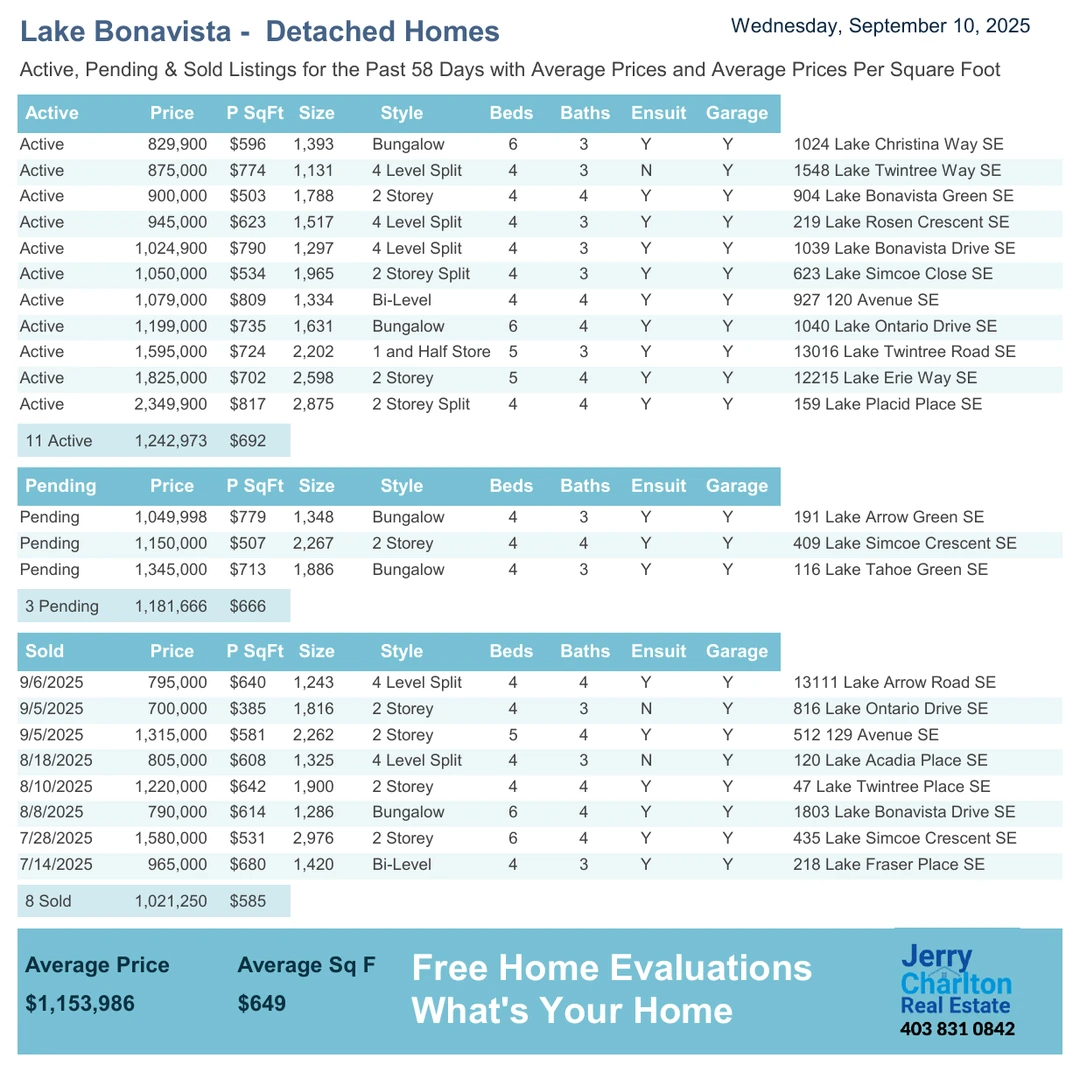 Lake Bonavista - Detached Homes Wednesday, September 10, 2025
Active, Pending & Sold Listings for the Past 58 Days with Average Prices and Average Prices Per Square Foot
Active Price P SqFt Size Style Beds Baths Ensuit Garage
Active 829,900 $596 1,393 Bungalow 6 3 Y Y 1024 Lake Christina Way SE
Active 875,000 $774 1,131 4 Level Split 4 3 N Y 1548 Lake Twintree Way SE
Active 900,000 $503 1,788 2 Storey 4 4 Y Y 904 Lake Bonavista Green SE
Active 945,000 $623 1,517 4 Level Split 4 3 Y Y 219 Lake Rosen Crescent SE
Active 1,024,900 $790 1,297 4 Level Split 4 3 Y Y 1039 Lake Bonavista Drive SE
Active 1,050,000 $534 1,965 2 Storey Split 4 3 Y Y 623 Lake Simcoe Close SE
Active 1,079,000 $809 1,334 Bi-Level 4 4 Y Y 927 120 Avenue SE
Active 1,199,000 $735 1,631 Bungalow 6 4 Y Y 1040 Lake Ontario Drive SE
Active 1,595,000 $724 2,202 1 and Half Store 5 3 Y Y 13016 Lake Twintree Road SE
Active 1,825,000 $702 2,598 2 Storey 5 4 Y Y 12215 Lake Erie Way SE
Active 2,349,900 $817 2,875 2 Storey Split 4 4 Y Y 159 Lake Placid Place SE
11 Active 1,242,973 $692
Pending Price P SqFt Size Style Beds Baths Ensuit Garage
Pending 1,049,998 $779 1,348 Bungalow 4 3 Y Y 191 Lake Arrow Green SE
Pending 1,150,000 $507 2,267 2 Storey 4 4 Y Y 409 Lake Simcoe Crescent SE
Pending 1,345,000 $713 1,886 Bungalow 4 3 Y Y 116 Lake Tahoe Green SE
3 Pending 1,181,666 $666
Sold Price P SqFt Size Style Beds Baths Ensuit Garage
9/6/2025 795,000 $640 1,243 4 Level Split 4 4 Y Y 13111 Lake Arrow Road SE
9/5/2025 700,000 $385 1,816 2 Storey 4 3 N Y 816 Lake Ontario Drive SE
9/5/2025 1,315,000 $581 2,262 2 Storey 5 4 Y Y 512 129 Avenue SE
8/18/2025 805,000 $608 1,325 4 Level Split 4 3 N Y 120 Lake Acadia Place SE
8/10/2025 1,220,000 $642 1,900 2 Storey 4 4 Y Y 47 Lake Twintree Place SE
8/8/2025 790,000 $614 1,286 Bungalow 6 4 Y Y 1803 Lake Bonavista Drive SE
7/28/2025 1,580,000 $531 2,976 2 Storey 6 4 Y Y 435 Lake Simcoe Crescent SE
7/14/2025 965,000 $680 1,420 Bi-Level 4 3 Y Y 218 Lake Fraser Place SE
8 Sold 1,021,250 $585
Average Price Average Sq F
$1,153,986 $649
Free Home Evaluations
What's Your Home
Jerry
Charlton
Real Estate
403 831 0842